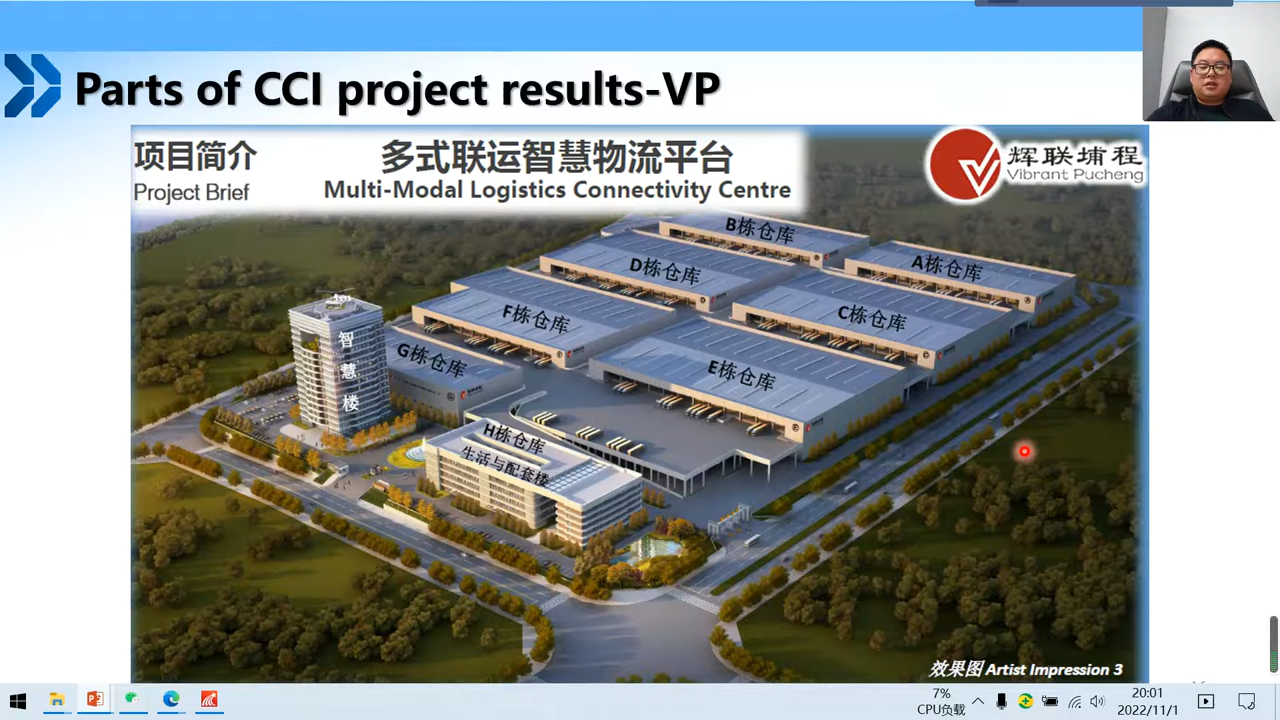 Parts of CCI project results-VP
项目简介
Project Brief
多式联运智慧物流平台
Multi-Modal Logistics Connectivity Centre
辉联埔程
Vibrant Pucheng
B栋仓库
A栋仓库
D栋仓库
C栋仓库
F栋仓库
E栋仓库
G栋仓库
智慧楼
H栋仓库
生活与配套楼
效果图 Artist Impression 3
7%
CPU负载
20:01
2022/11/1